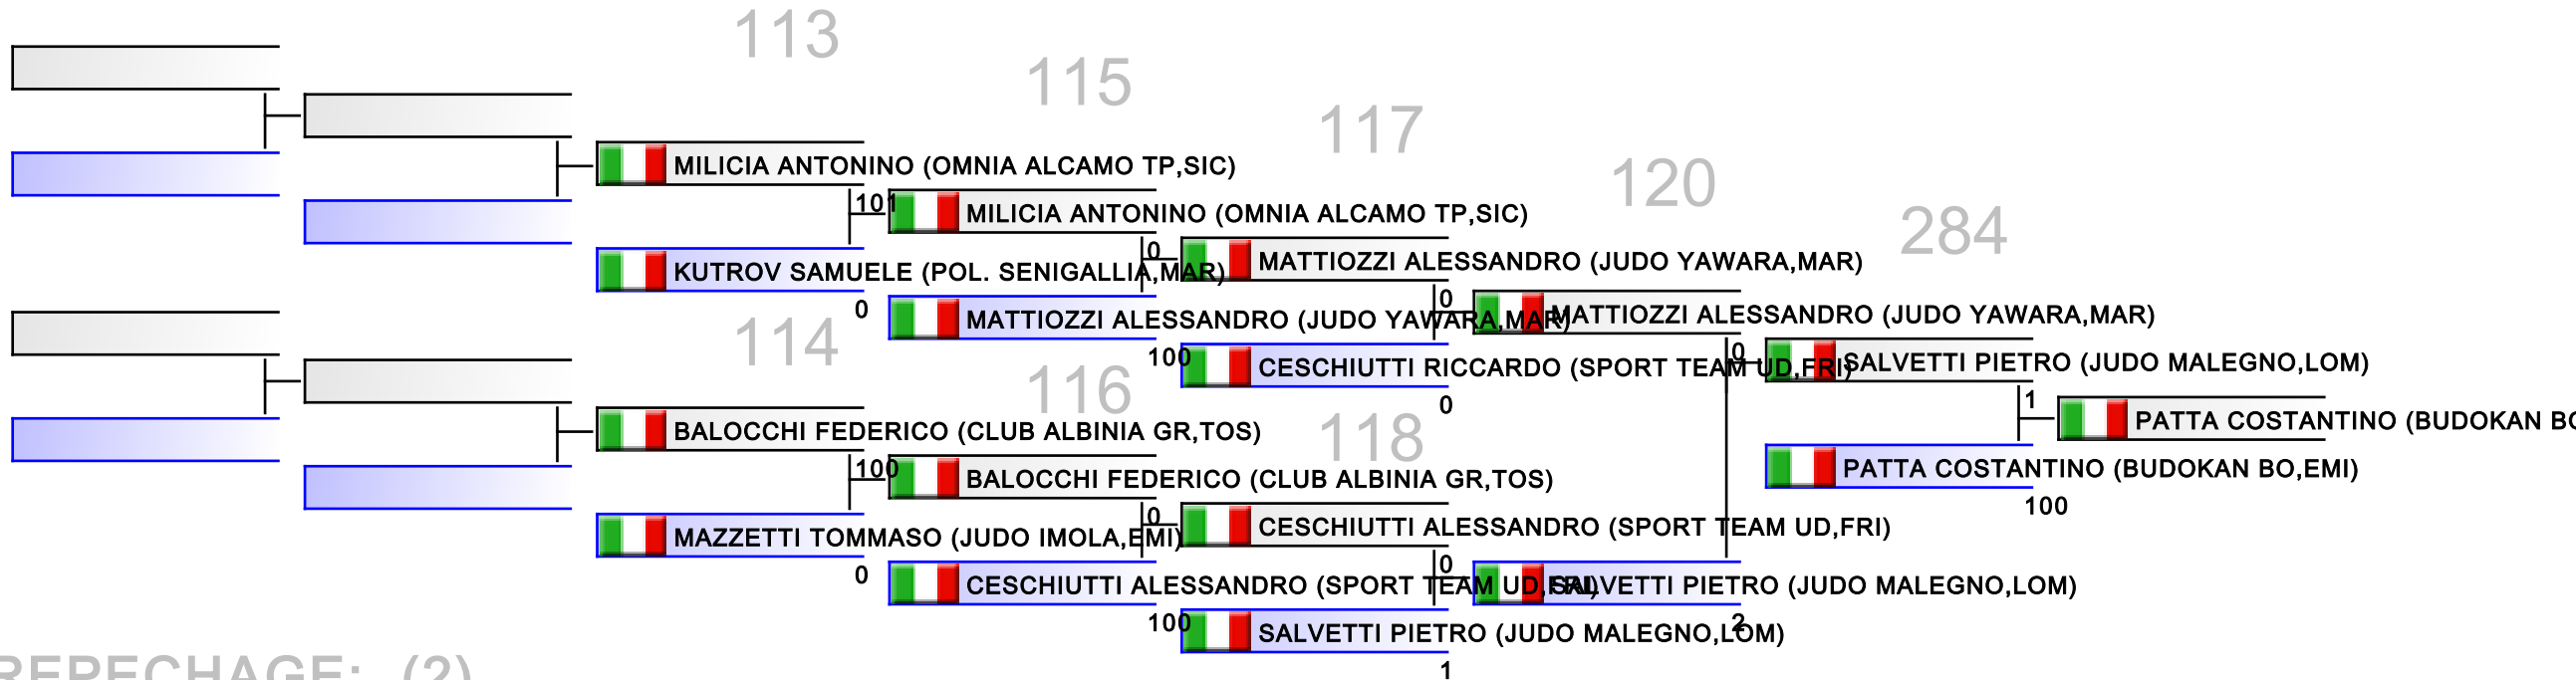 113
115
117
120
284
MILICIA ANTONINO (OMNIA ALCAMO TP,SIC)
101
MILICIA ANTONINO (OMNIA ALCAMO TP,SIC)
KUTROV SAMUELE (POL. SENIGALLIA,MAR)
0
0
MATTIOZZI ALESSANDRO (JUDO YAWARA,MAR)
MATTIOZZI ALESSANDRO (JUDO YAWARA,MAR)
100
0
MATTIOZZI ALESSANDRO (JUDO YAWARA,MAR)
CESCHIUTTI RICCARDO (SPORT TEAM UD,FRI)
0
0
SALVETTI PIETRO (JUDO MALEGNO,LOM)
1
PATTA COSTANTINO (BUDOKAN BO
PATTA COSTANTINO (BUDOKAN BO,EMI)
100
114
116
118
BALOCCHI FEDERICO (CLUB ALBINIA GR,TOS)
100
BALOCCHI FEDERICO (CLUB ALBINIA GR,TOS)
MAZZETTI TOMMASO (JUDO IMOLA,EMI)
0
0
CESCHIUTTI ALESSANDRO (SPORT TEAM UD,FRI)
CESCHIUTTI ALESSANDRO (SPORT TEAM UD,FRI)
100
0
SALVETTI PIETRO (JUDO MALEGNO,LOM)
2
SALVETTI PIETRO (JUDO MALEGNO,LOM)
1
REPECHAGE: (2)